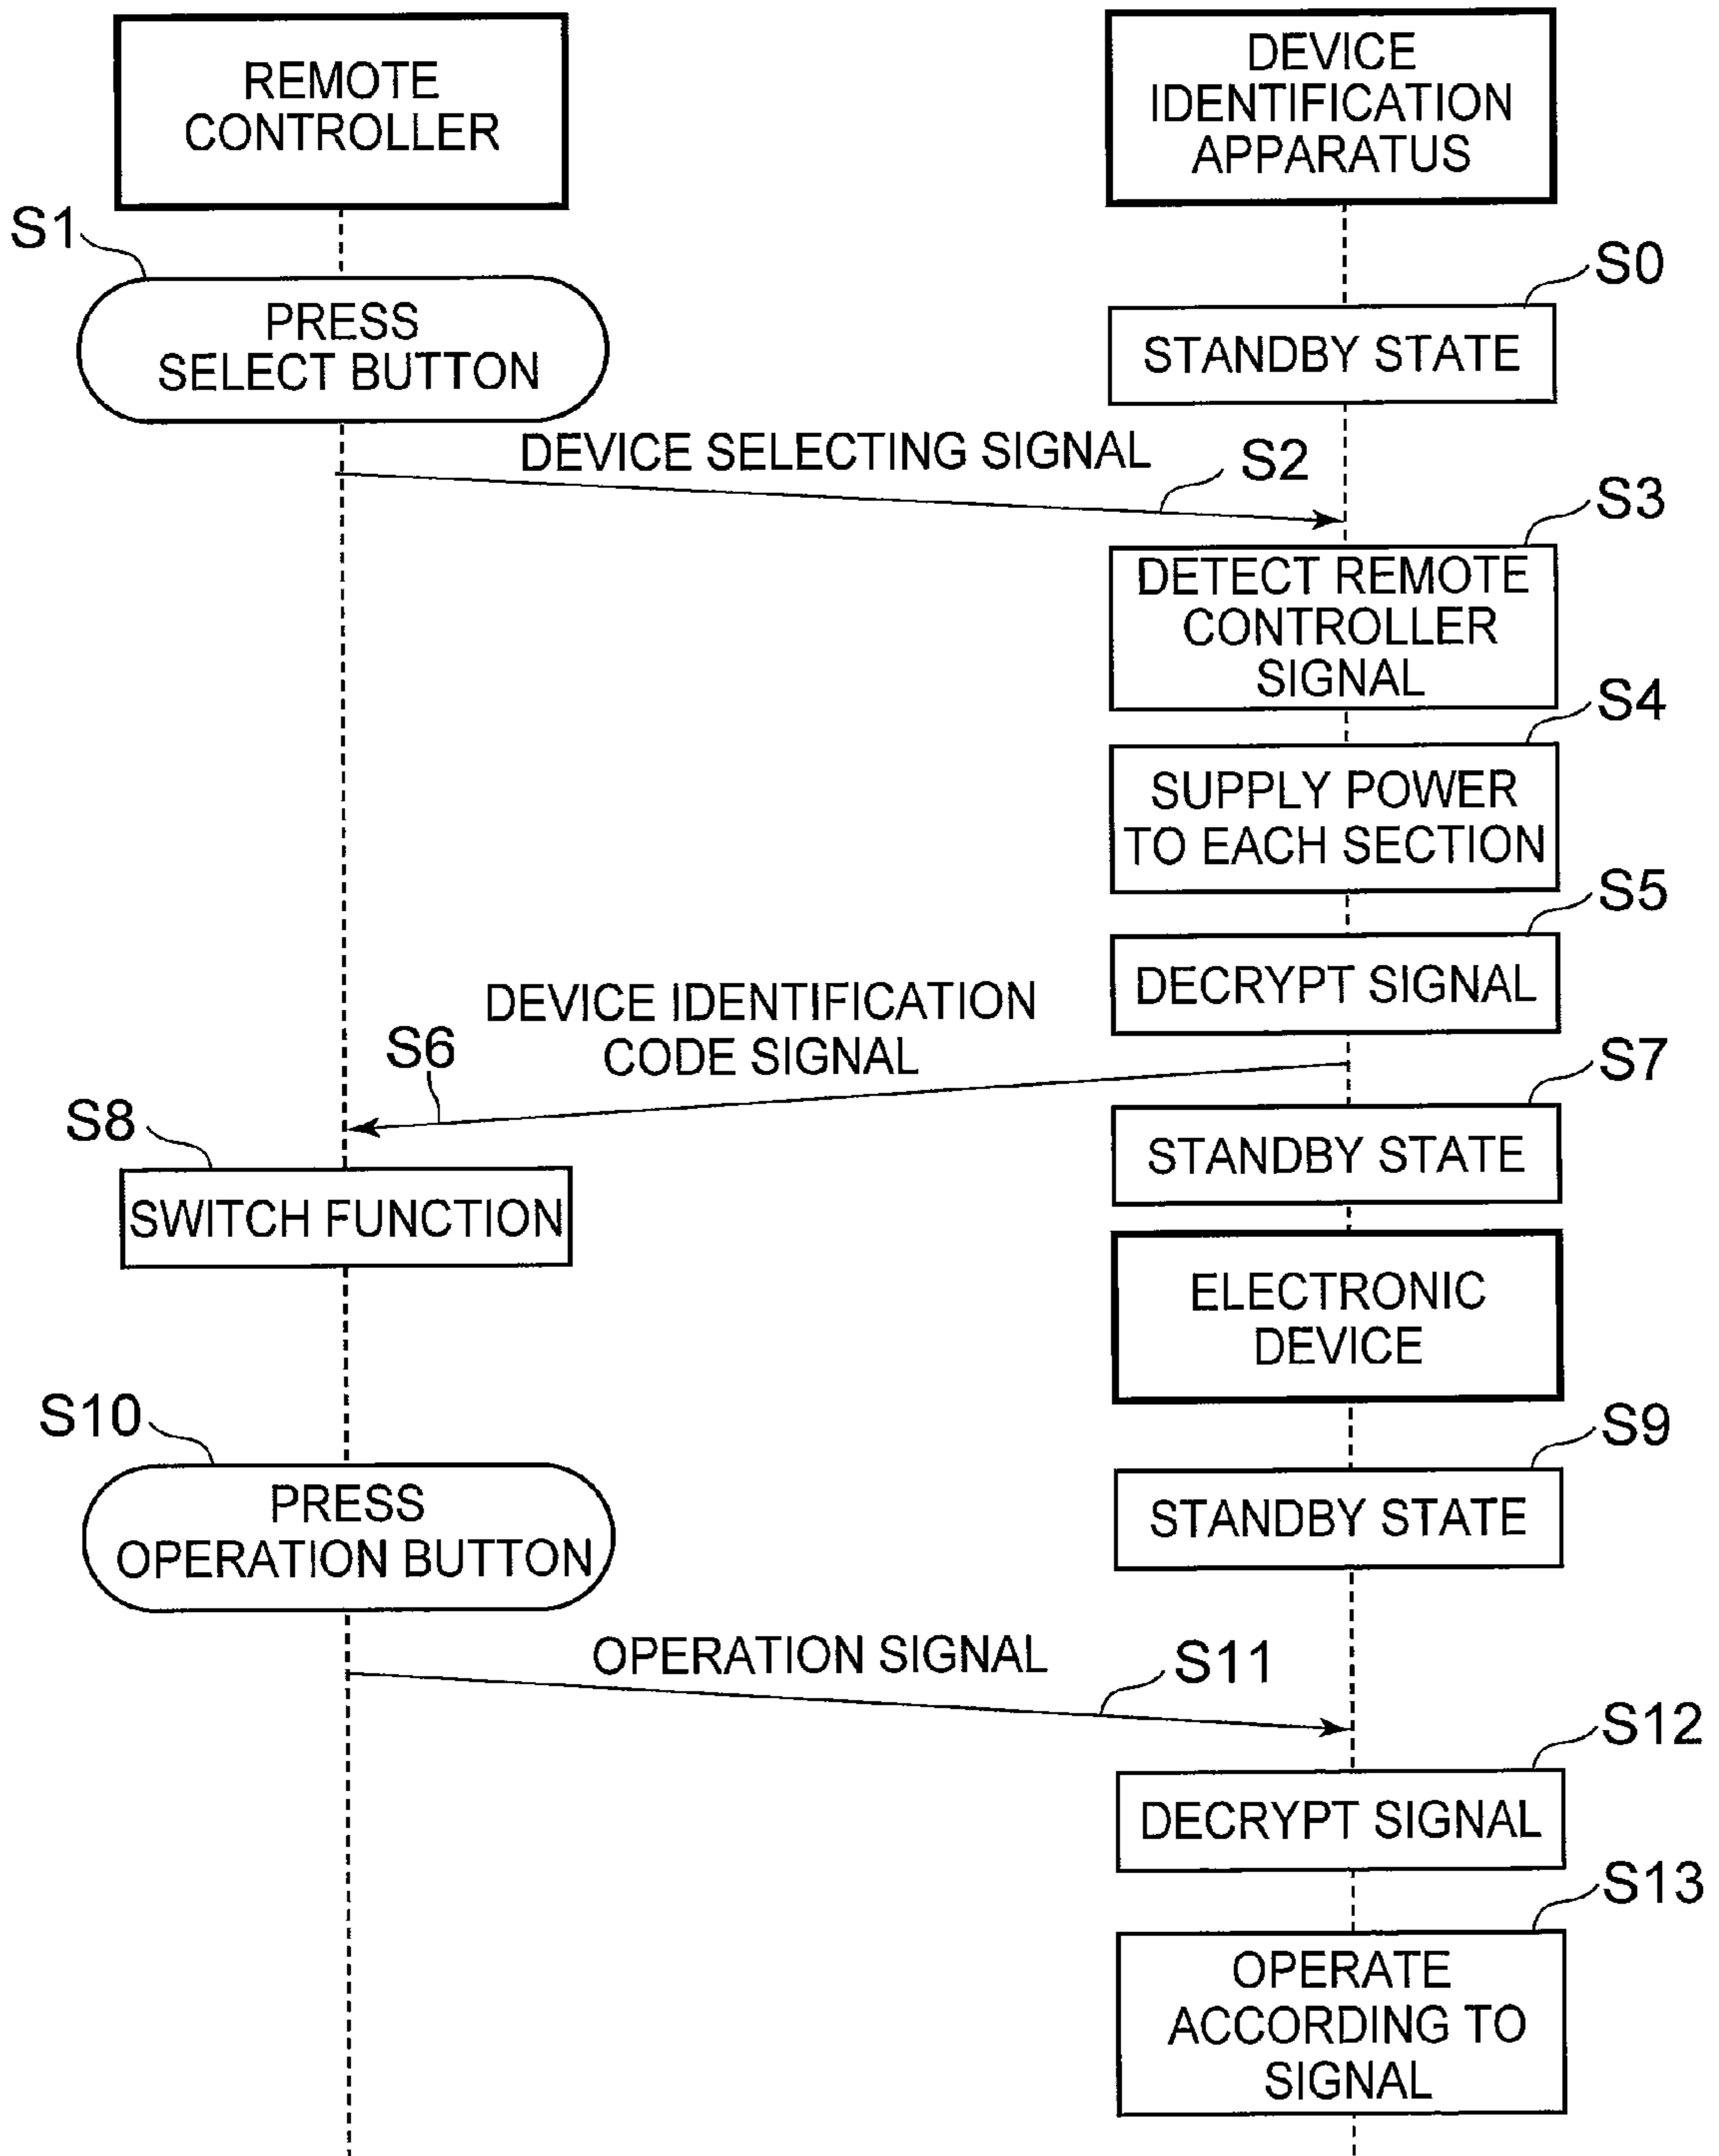 REMOTE
CONTROLLER
DEVICE
IDENTIFICATION
APPARATUS
S1
S0
PRESS
SELECT BUTTON
STANDBY STATE
DEVICE SELECTING SIGNAL
S2
S3
DETECT REMOTE
CONTROLLER
SIGNAL
S4
SUPPLY POWER
TO EACH SECTION
S5
DECRYPT SIGNAL
DEVICE IDENTIFICATION
CODE SIGNAL
S6
S7
STANDBY STATE
S8
SWITCH FUNCTION
ELECTRONIC
DEVICE
S10
S9
PRESS
OPERATION BUTTON
STANDBY STATE
OPERATION SIGNAL
S11
S12
DECRYPT SIGNAL
S13
OPERATE
ACCORDING TO
SIGNAL